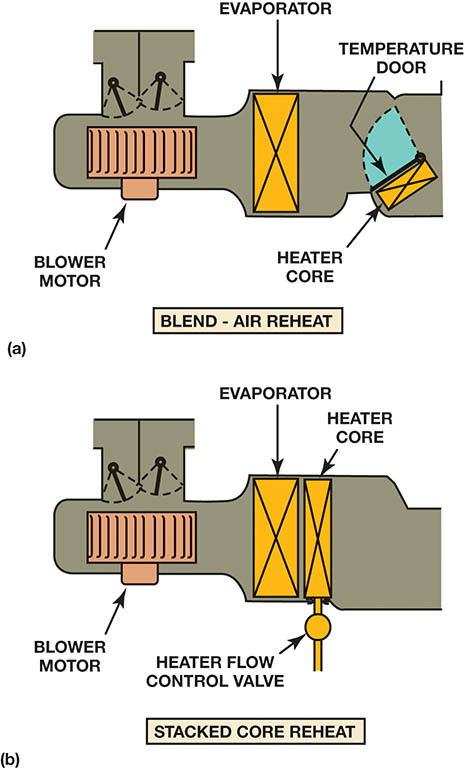 EVAPORATOR
TEMPERATURE
DOOR
BLOWER
MOTOR
HEATER
CORE
BLEND - AIR REHEAT
(a)
EVAPORATOR
HEATER
CORE
BLOWER
MOTOR
HEATER FLOW
CONTROL VALVE
STACKED CORE REHEAT
(b)